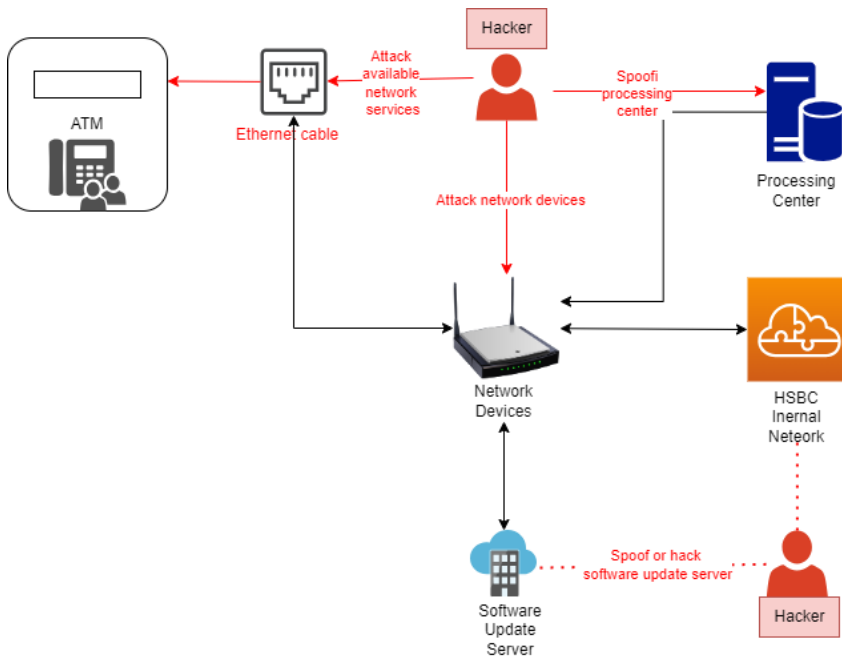 Hacker
Attack
available
network
services
Spoofi
processing
center
ATM
Ethernet cable
Processing
Center
Attack network devices
Network
Devices
HSBC
Inernal
Neteork
Spoof or hack
software update server
Software
Update
Server
Hacker